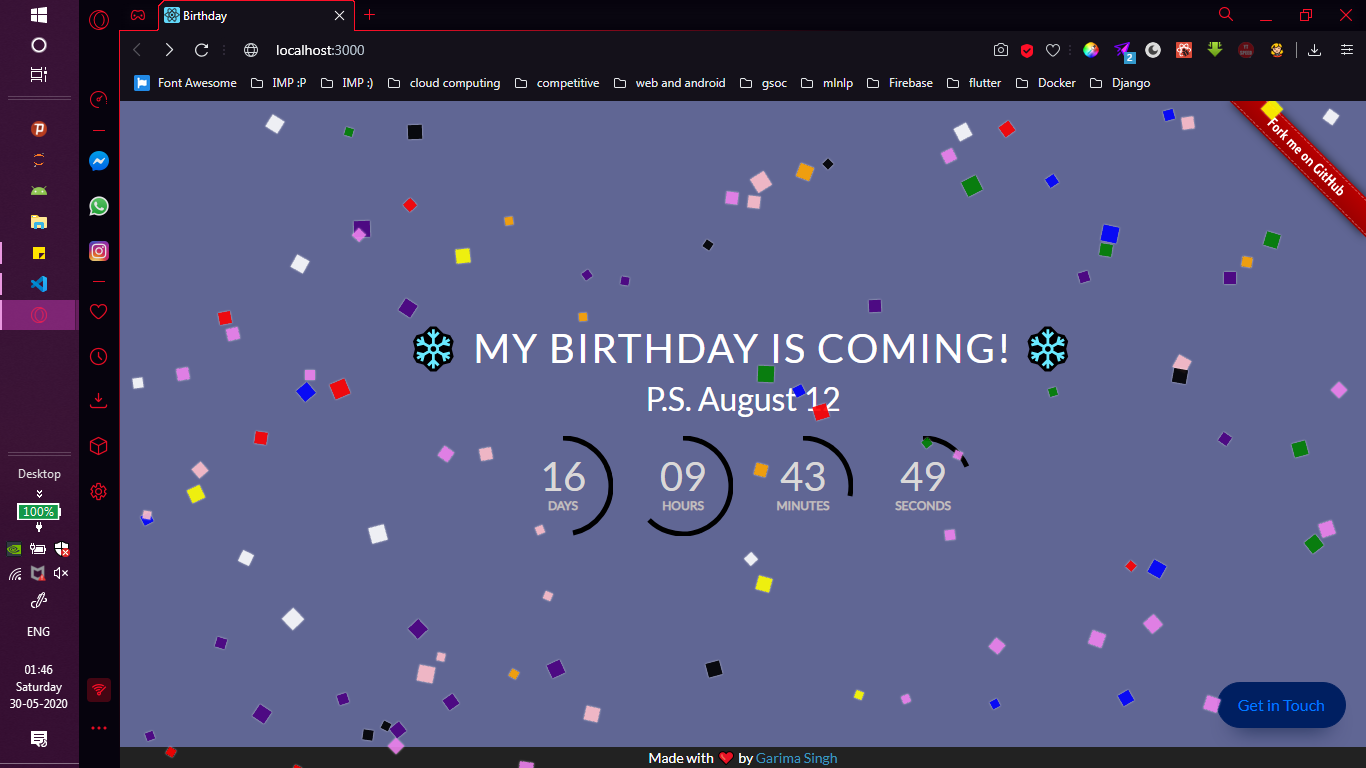 Birthday
localhost:3000
2
Font Awesome IMP :P IMP :) cloud computing competitive web and android gsoc mlnlp Firebase flutter Docker Django
Fork me on GitHub
MY BIRTHDAY IS COMING!
P.S. August 12
16 09 43 49
DAYS HOURS MINUTES SECONDS
Get in Touch
Made with ❤️ by Garima Singh
Desktop
100%
ENG
01:46
Saturday
30-05-2020